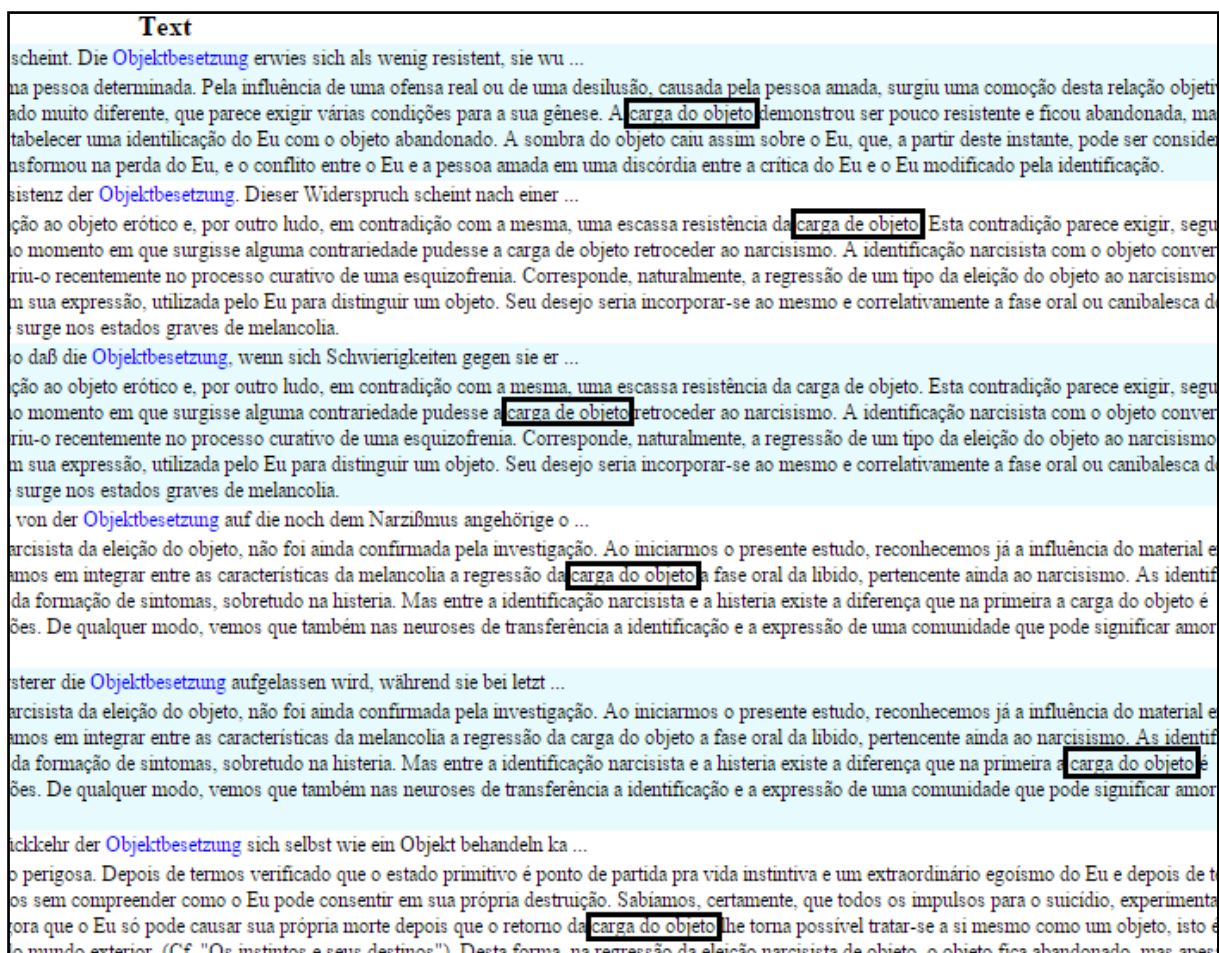 Text
scheint. Die Objektbesetzung erwies sich als wenig resistent, sie wu ...
na pessoa determinada. Pela influência de uma ofensa real ou de uma desilusão, causada pela pessoa amada, surgiu uma comoção desta relação objeti
ado muito diferente, que parece exigir várias condições para a sua gênese. A carga do objeto demonstrou ser pouco resistente e ficou abandonada, ma
tabelecer uma identilicação do Eu com o objeto abandonado. A sombra do objeto caiu assim sobre o Eu, que, a partir deste instante, pode ser conside
nsformou na perda do Eu, e o conflito entre o Eu e a pessoa amada em uma discórdia entre a crítica do Eu e o Eu modificado pela identificação.
sistenz der Objektbesetzung. Dieser Widerspruch scheint nach einer ...
ção ao objeto erótico e, por outro ludo, em contradição com a mesma, uma escassa resistência da carga de objeto. Esta contradição parece exigir, segu
o momento em que surgisse alguma contrariedade pudesse a carga de objeto retroceder ao narcisismo. A identificação narcisista com o objeto conver
riu-o recentemente no processo curativo de uma esquizofrenia. Corresponde, naturalmente, a regressão de um tipo da eleição do objeto ao narcisismo
m sua expressão, utilizada pelo Eu para distinguir um objeto. Seu desejo seria incorporar-se ao mesmo e correlativamente a fase oral ou canibalesca d
surge nos estados graves de melancolia.
so daß die Objektbesetzung, wenn sich Schwierigkeiten gegen sie er ...
ção ao objeto erótico e, por outro ludo, em contradição com a mesma, uma escassa resistência da carga de objeto. Esta contradição parece exigir, segu
o momento em que surgisse alguma contrariedade pudesse a carga de objeto retroceder ao narcisismo. A identificação narcisista com o objeto conver
riu-o recentemente no processo curativo de uma esquizofrenia. Corresponde, naturalmente, a regressão de um tipo da eleição do objeto ao narcisismo
m sua expressão, utilizada pelo Eu para distinguir um objeto. Seu desejo seria incorporar-se ao mesmo e correlativamente a fase oral ou canibalesca d
surge nos estados graves de melancolia.
von der Objektbesetzung auf die noch dem Narzißmus angehörige o ...
arcisista da eleição do objeto, não foi ainda confirmada pela investigação. Ao iniciarmos o presente estudo, reconhecemos já a influência do material e
amos em integrar entre as características da melancolia a regressão da carga do objeto a fase oral da libido, pertencente ainda ao narcisismo. As identif
da formação de sintomas, sobretudo na histeria. Mas entre a identificação narcisista e a histeria existe a diferença que na primeira a carga do objeto é
ões. De qualquer modo, vemos que também nas neuroses de transferência a identificação e a expressão de uma comunidade que pode significar amor
rsterer die Objektbesetzung aufgelassen wird, während sie bei letzt ...
arcisista da eleição do objeto, não foi ainda confirmada pela investigação. Ao iniciarmos o presente estudo, reconhecemos já a influência do material e
amos em integrar entre as características da melancolia a regressão da carga do objeto a fase oral da libido, pertencente ainda ao narcisismo. As identif
da formação de sintomas, sobretudo na histeria. Mas entre a identificação narcisista e a histeria existe a diferença que na primeira a carga do objeto é
ões. De qualquer modo, vemos que também nas neuroses de transferência a identificação e a expressão de uma comunidade que pode significar amor
ückkehr der Objektbesetzung sich selbst wie ein Objekt behandeln ka ...
o perigosa. Depois de termos verificado que o estado primitivo é ponto de partida pra vida instintiva e um extraordinário egoísmo do Eu e depois de t
os sem compreender como o Eu pode consentir em sua própria destruição. Sabíamos, certamente, que todos os impulsos para o suicídio, experimenta
gora que o Eu só pode causar sua própria morte depois que o retorno da carga do objeto lhe torna possível tratar-se a si mesmo como um objeto, isto é
do mundo exterior. (Cf. "Os instintos e seus destinos"). Desta forma, na regressão da eleição narcisista de objeto, o objeto fica abandonado, mas apes